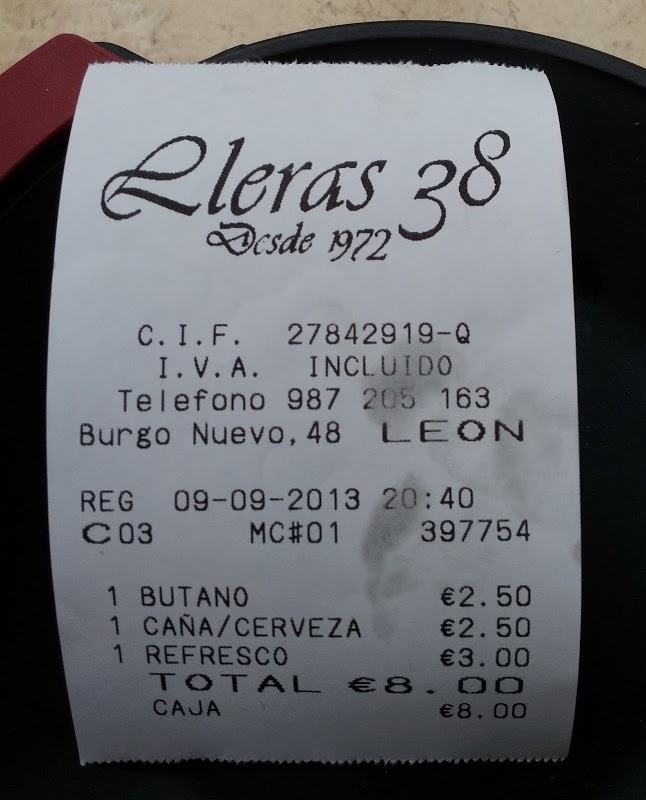 Lleras 38
Desde 1972
C.I.F. 27842919-Q
I.V.A. INCLUIDO
Telefono 987 205 163
Burgo Nuevo,48 LEON
REG 09-09-2013 20:40
C03 MC#01 397754
1 BUTANO €2.50
1 CAÑA/CERVEZA €2.50
1 REFRESCO €3.00
TOTAL €8.00
CAJA €8.00